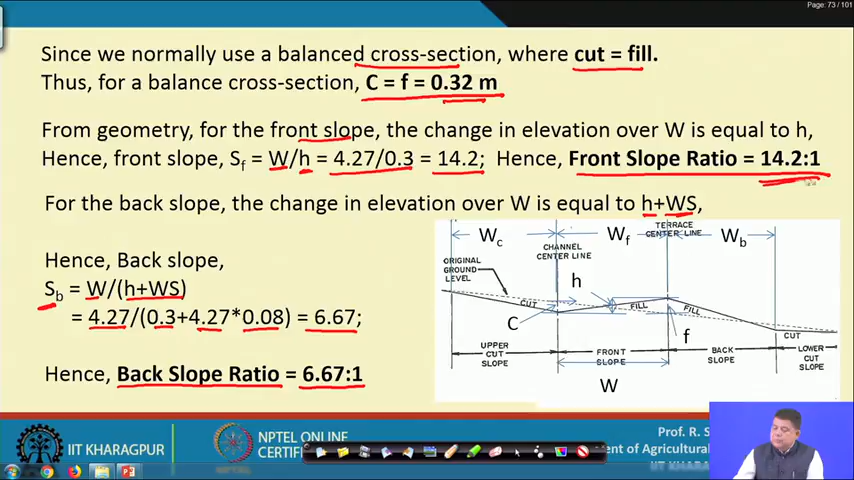 Page: 73 / 101
Since we normally use a balanced cross-section, where cut = fill.
Thus, for a balance cross-section, C = f = 0.32 m
From geometry, for the front slope, the change in elevation over W is equal to h,
Hence, front slope, Sf = W/h = 4.27/0.3 = 14.2; Hence, Front Slope Ratio = 14.2:1
For the back slope, the change in elevation over W is equal to h+WS,
Hence, Back slope,
Sb = W/(h+WS)
= 4.27/(0.3+4.27*0.08) = 6.67;
Hence, Back Slope Ratio = 6.67:1
Wc
Wf
TERRACE
CENTER LINE
Wb
CHANNEL
CENTER LINE
ORIGINAL
GROUND
LEVEL
h
CUT
FILL
FILL
C
f
CUT
UPPER
CUT
SLOPE
FRONT
SLOPE
BACK
SLOPE
LOWER
CUT
SLOPE
W
IIT KHARAGPUR
NPTEL ONLINE
Prof. R. S
of Agricultural